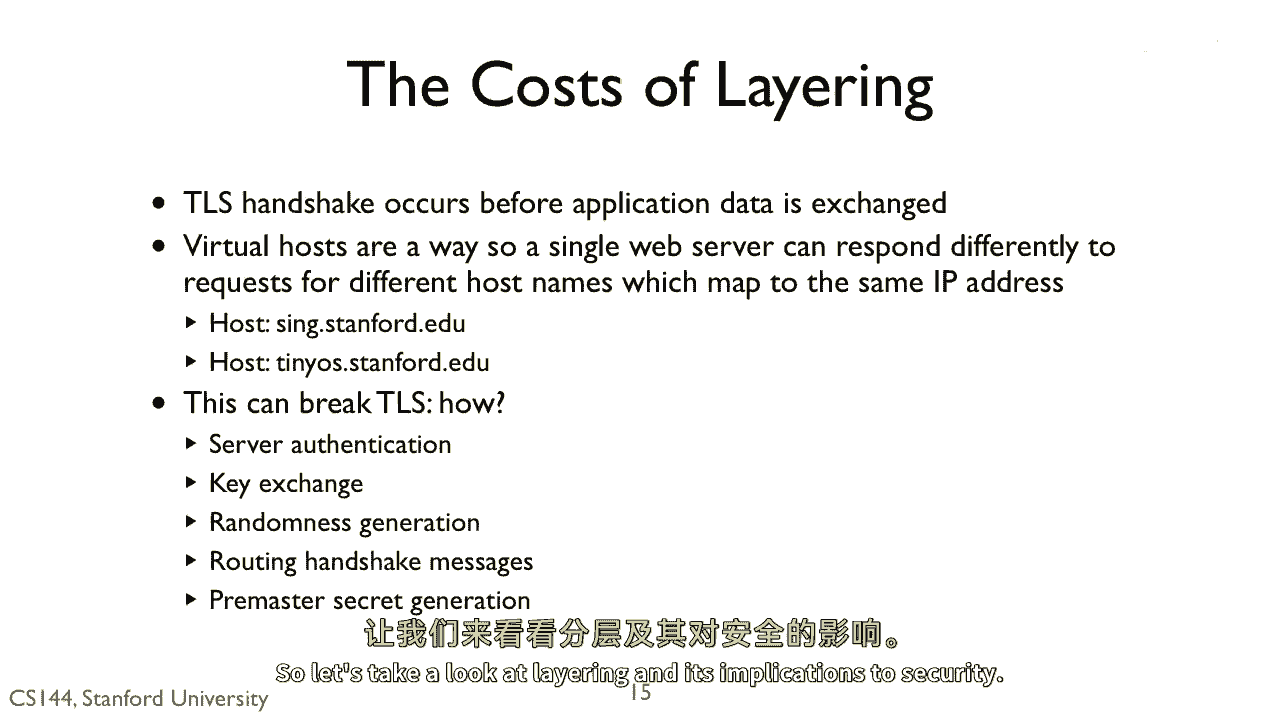 The Costs of Layering
• TLS handshake occurs before application data is exchanged
• Virtual hosts are a way so a single web server can respond differently to
requests for different host names which map to the same IP address
▸ Host: sing.stanford.edu
▸ Host: tinyos.stanford.edu
• This can break TLS: how?
▸ Server authentication
▸ Key exchange
▸ Randomness generation
▸ Routing handshake messages
▸ Premaster secret generation
让我们来看看分层及其对安全的影响。
So let's take a look at layering and its implications to security.
CS144, Stanford University
15